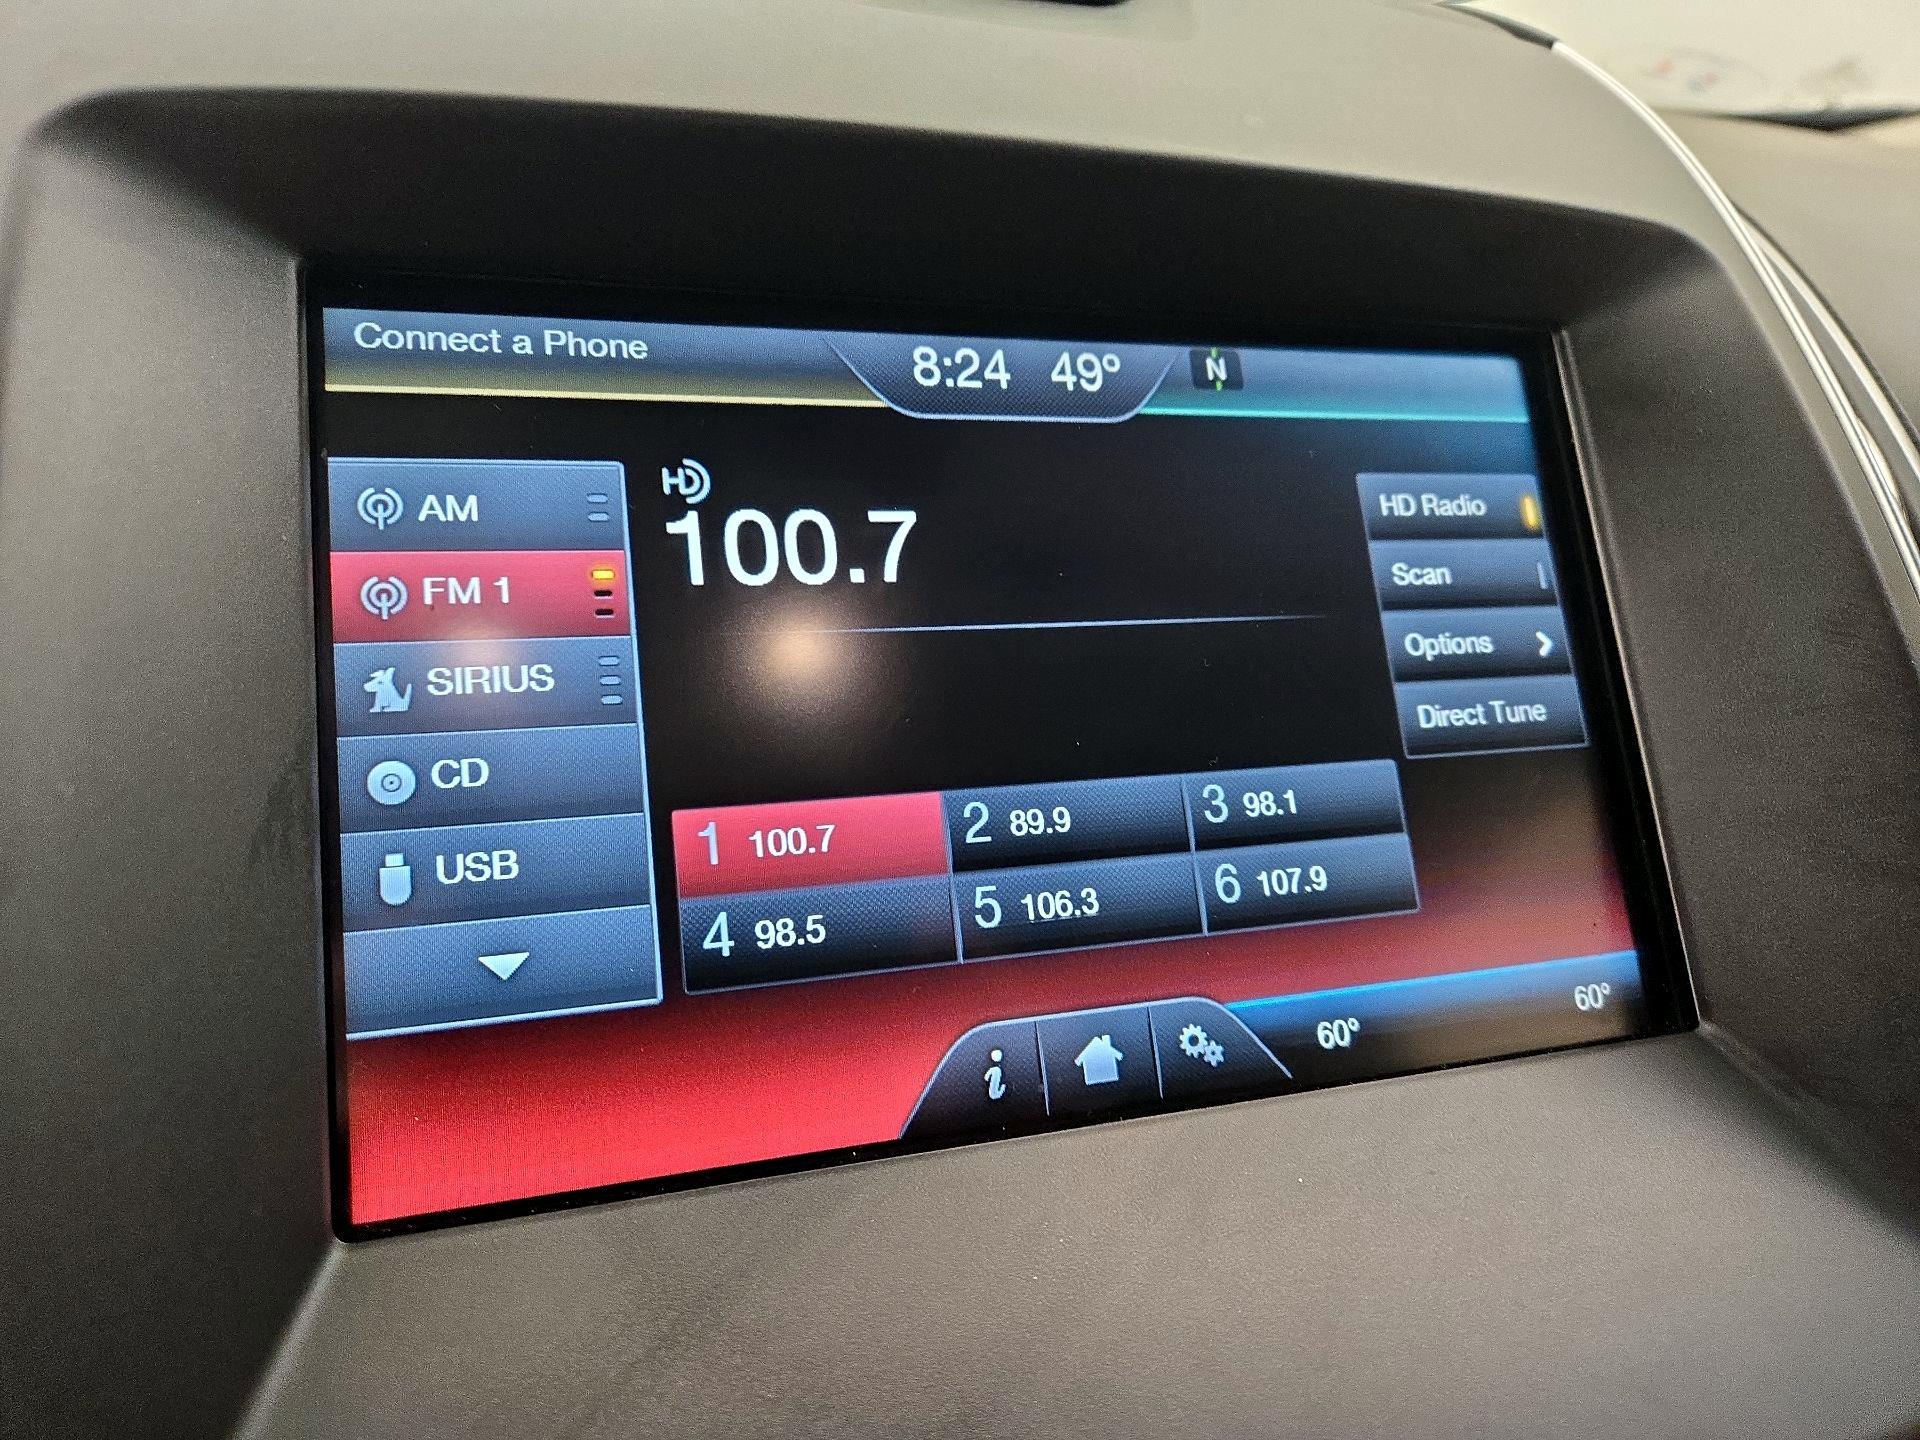 Connect a Phone
8:24 49° N
AM
FM 1
SIRIUS
CD
USB
HD
100.7
HD Radio
Scan
Options
Direct Tune
1 100.7
2 89.9
3 98.1
4 98.5
5 106.3
6 107.9
i
60°
60°